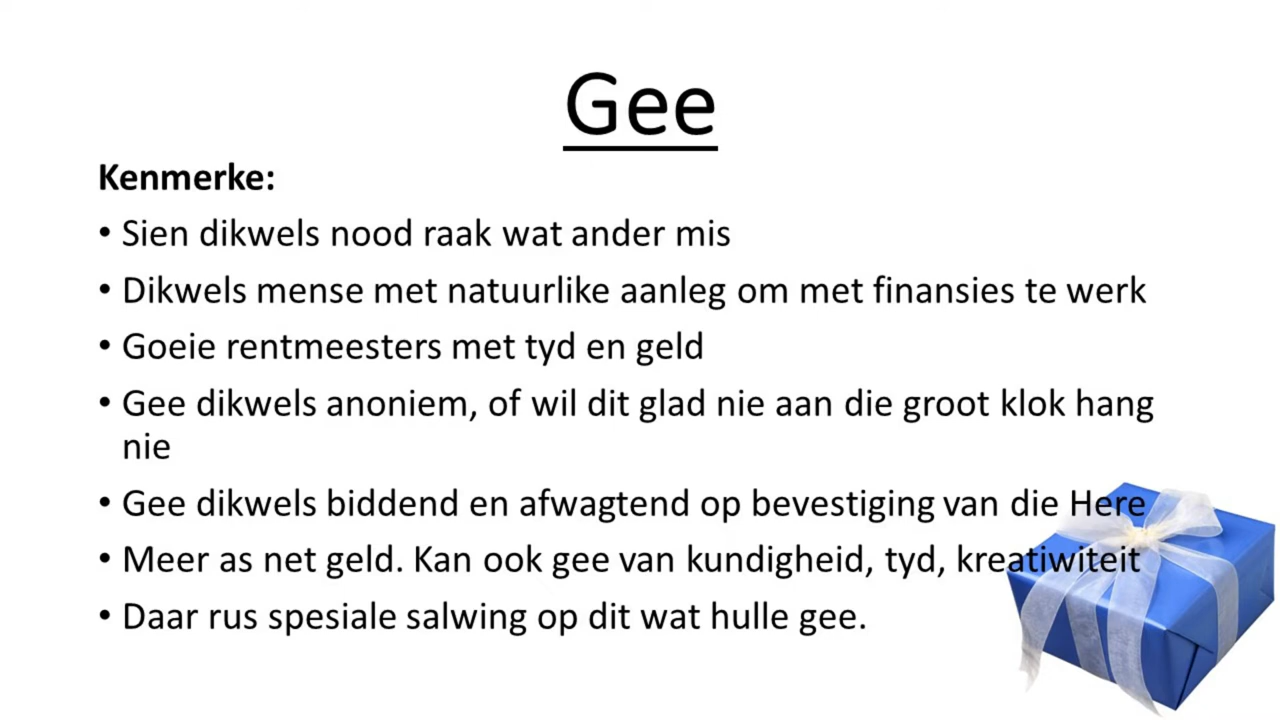 Gee
Kenmerke:
• Sien dikwels nood raak wat ander mis
• Dikwels mense met natuurlike aanleg om met finansies te werk
• Goeie rentmeesters met tyd en geld
• Gee dikwels anoniem, of wil dit glad nie aan die groot klok hang
nie
• Gee dikwels biddend en afwagtend op bevestiging van die Here
• Meer as net geld. Kan ook gee van kundigheid, tyd, kreatiwiteit
• Daar rus spesiale salwing op dit wat hulle gee.